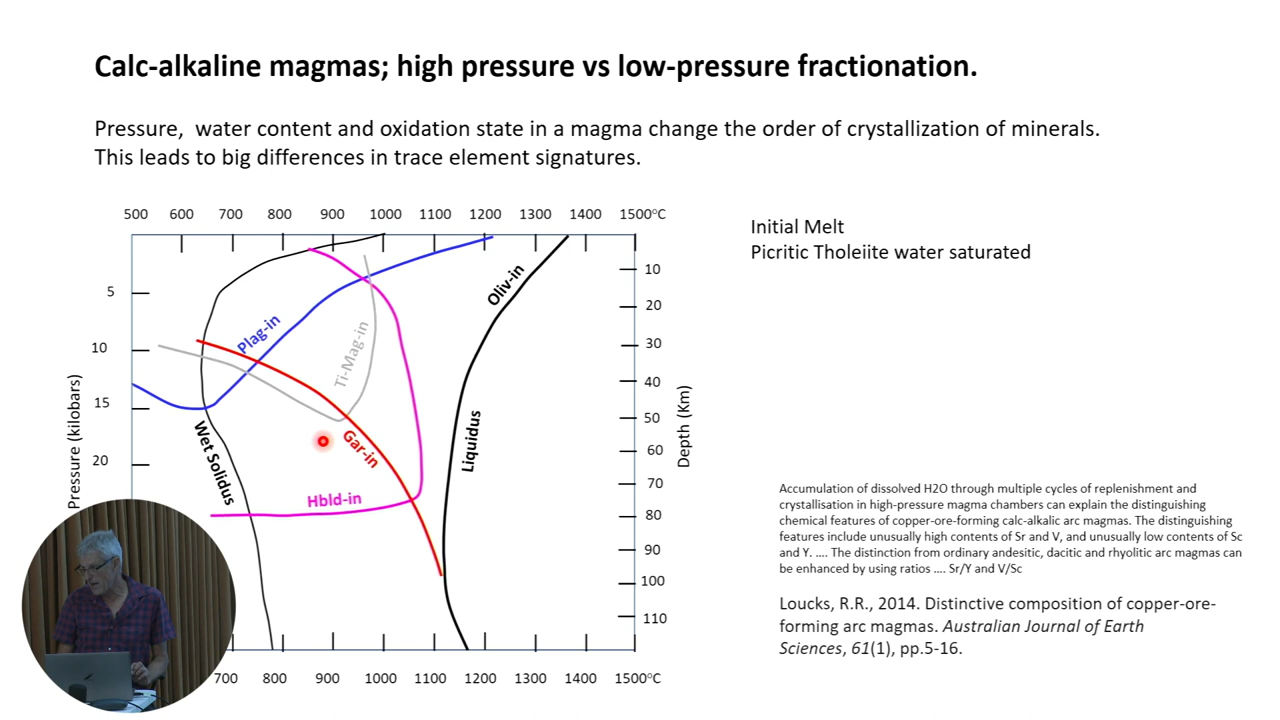 Calc-alkaline magmas; high pressure vs low-pressure fractionation.
Pressure, water content and oxidation state in a magma change the order of crystallization of minerals.
This leads to big differences in trace element signatures.
500 600 700 800 900 1000 1100 1200 1300 1400 1500°C
Initial Melt
Picritic Tholeiite water saturated
5
10
15
20
Pressure (kilobars)
10
20
30
40
50
60
70
80
90
100
110
Depth (Km)
Plag-in
Ti-Mag-in
Oliv-in
Liquidus
Wet Solidus
Gar-in
Hbld-in
700 800 900 1000 1100 1200 1300 1400 1500°C
Accumulation of dissolved H2O through multiple cycles of replenishment and
crystallisation in high-pressure magma chambers can explain the distinguishing
chemical features of copper-ore-forming calc-alkalic arc magmas. The distinguishing
features include unusually high contents of Sr and V, and unusually low contents of Sc
and Y. .... The distinction from ordinary andesitic, dacitic and rhyolitic arc magmas can
be enhanced by using ratios .... Sr/Y and V/Sc
Loucks, R.R., 2014. Distinctive composition of copper-ore-
forming arc magmas. Australian Journal of Earth
Sciences, 61(1), pp.5-16.